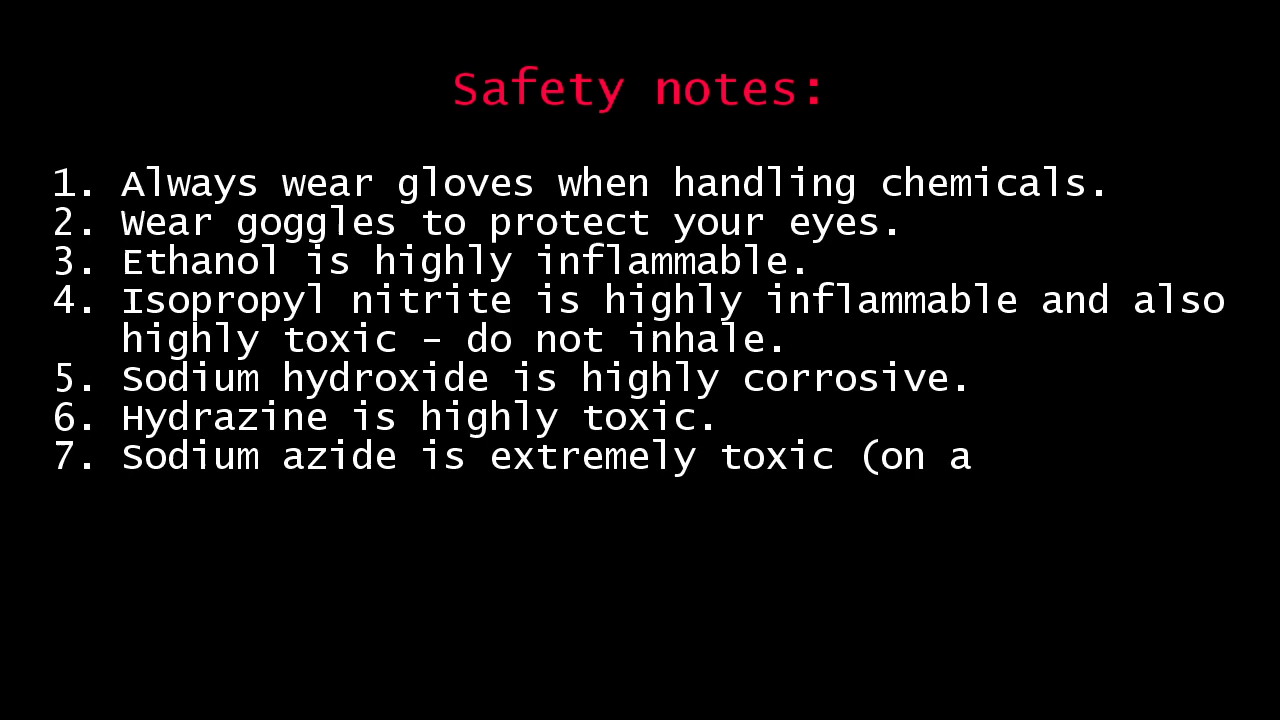 Safety notes:
1. Always wear gloves when handling chemicals.
2. Wear goggles to protect your eyes.
3. Ethanol is highly inflammable.
4. Isopropyl nitrite is highly inflammable and also
highly toxic – do not inhale.
5. Sodium hydroxide is highly corrosive.
6. Hydrazine is highly toxic.
7. Sodium azide is extremely toxic (on a